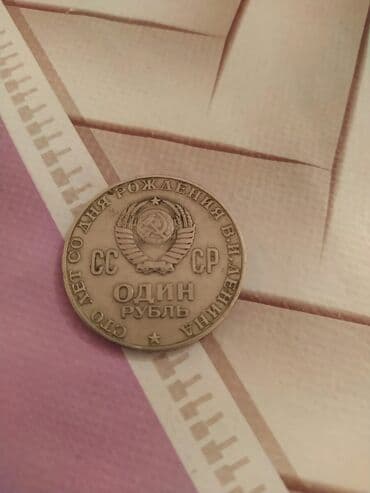 СТО ЛЕТ СО ДНЯ РОЖДЕНИЯ В.И.ЛЕНИНА
СС СР
ОДИН
РУБЛЬ